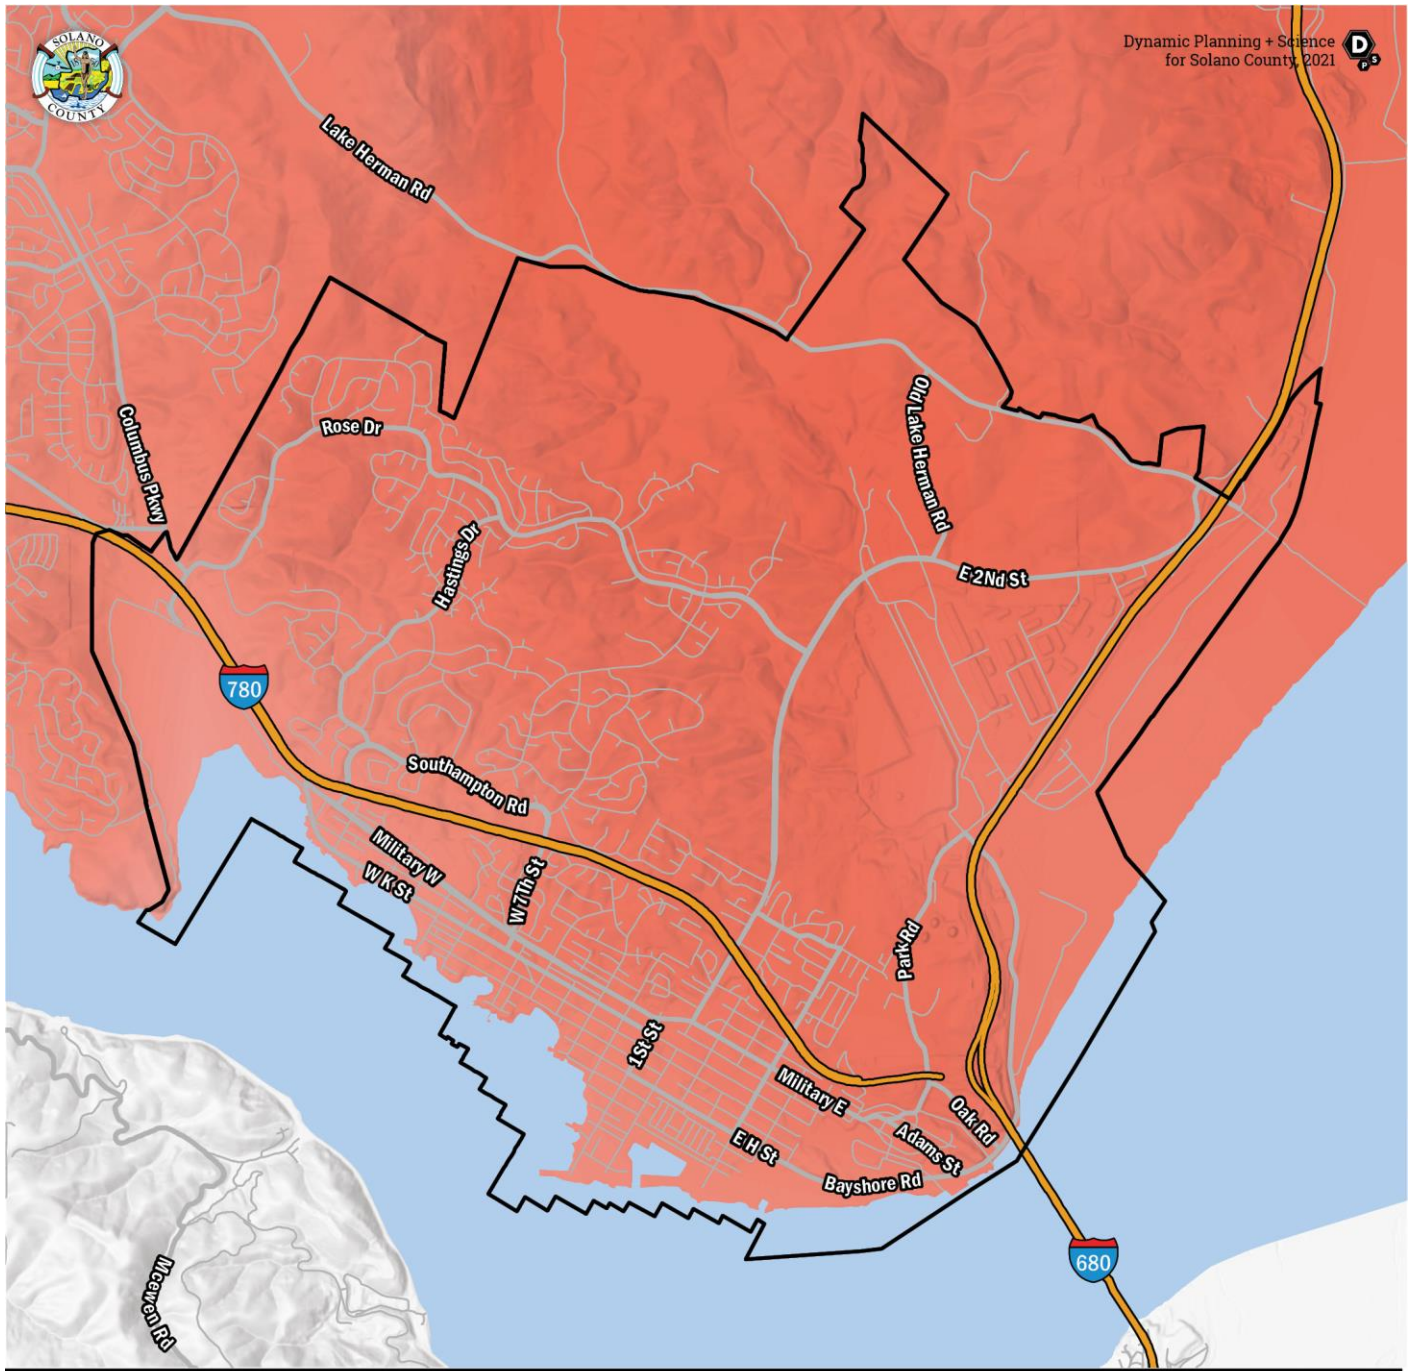 SOLANO
COUNTY
Dynamic Planning + Science
for Solano County, 2021
D
P S
Lake Herman Rd
Columbus Pkwy
Rose Dr
Old Lake Herman Rd
Hastings Dr
E 2Nd St
780
Southampton Rd
Military W
W K St
W 7Th St
Park Rd
1St St
Military E
Oak Rd
Adams St
E H St
Bayshore Rd
680
Mcewen Rd